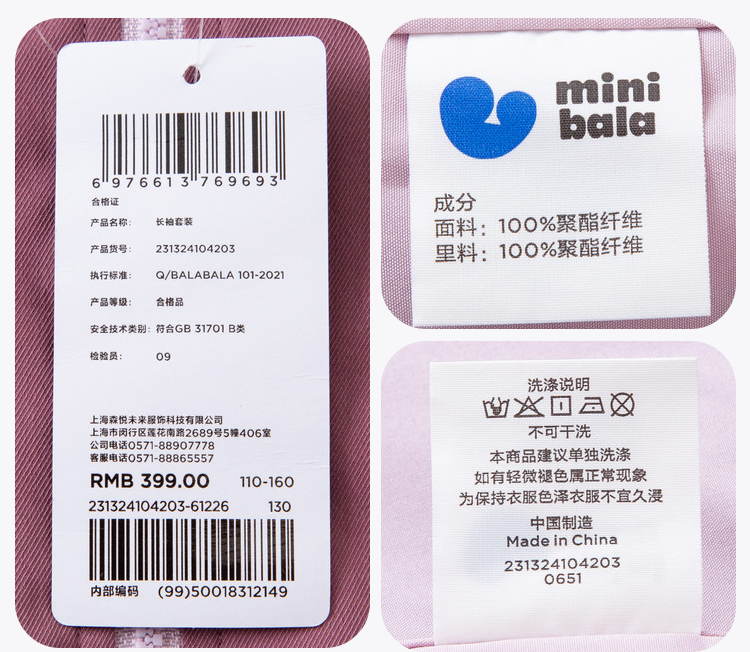 6 976613 769693
合格证
产品名称: 长袖套装
产品货号: 231324104203
执行标准: Q/BALABALA 101-2021
产品等级: 合格品
安全技术类别: 符合GB 31701 B类
检验员: 09
上海森悦未来服饰科技有限公司
上海市闵行区莲花南路2689号5幢406室
公司电话0571-88907778
客服电话0571-88865557
RMB 399.00 110-160
231324104203-61226 130
内部编码 (99)50018312149
mini
bala
成分
面料: 100%聚酯纤维
里料: 100%聚酯纤维
洗涤说明
不可干洗
本商品建议单独洗涤
如有轻微褪色属正常现象
为保持衣服色泽衣服不宜久浸
中国制造
Made in China
231324104203
0651